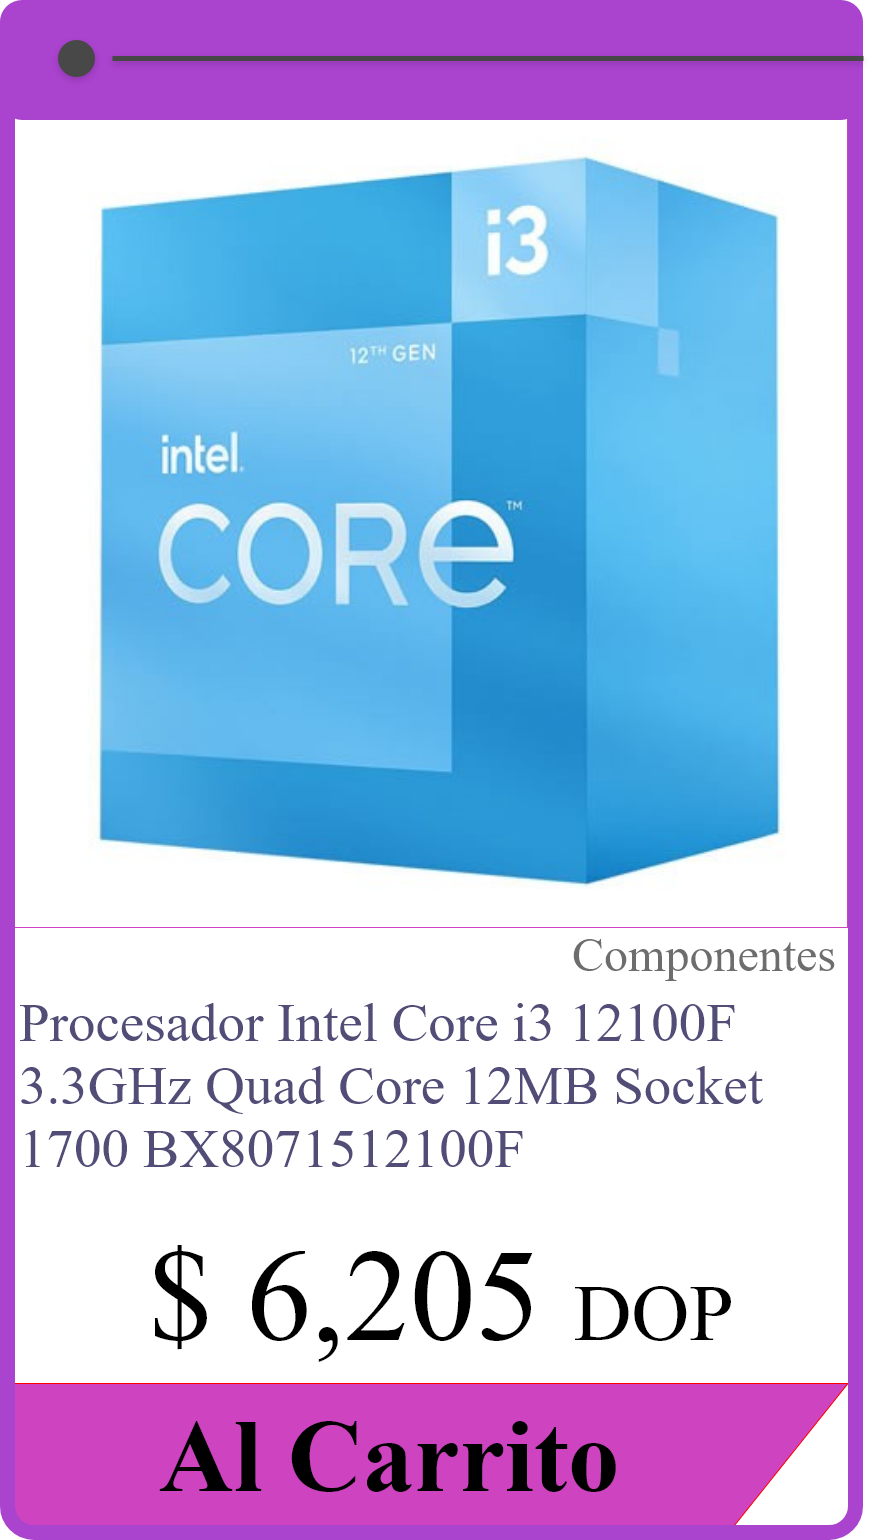 i3
12TH GEN
intel.
CORe™
Componentes
Procesador Intel Core i3 12100F
3.3GHz Quad Core 12MB Socket
1700 BX8071512100F
$ 6,205 DOP
Al Carrito